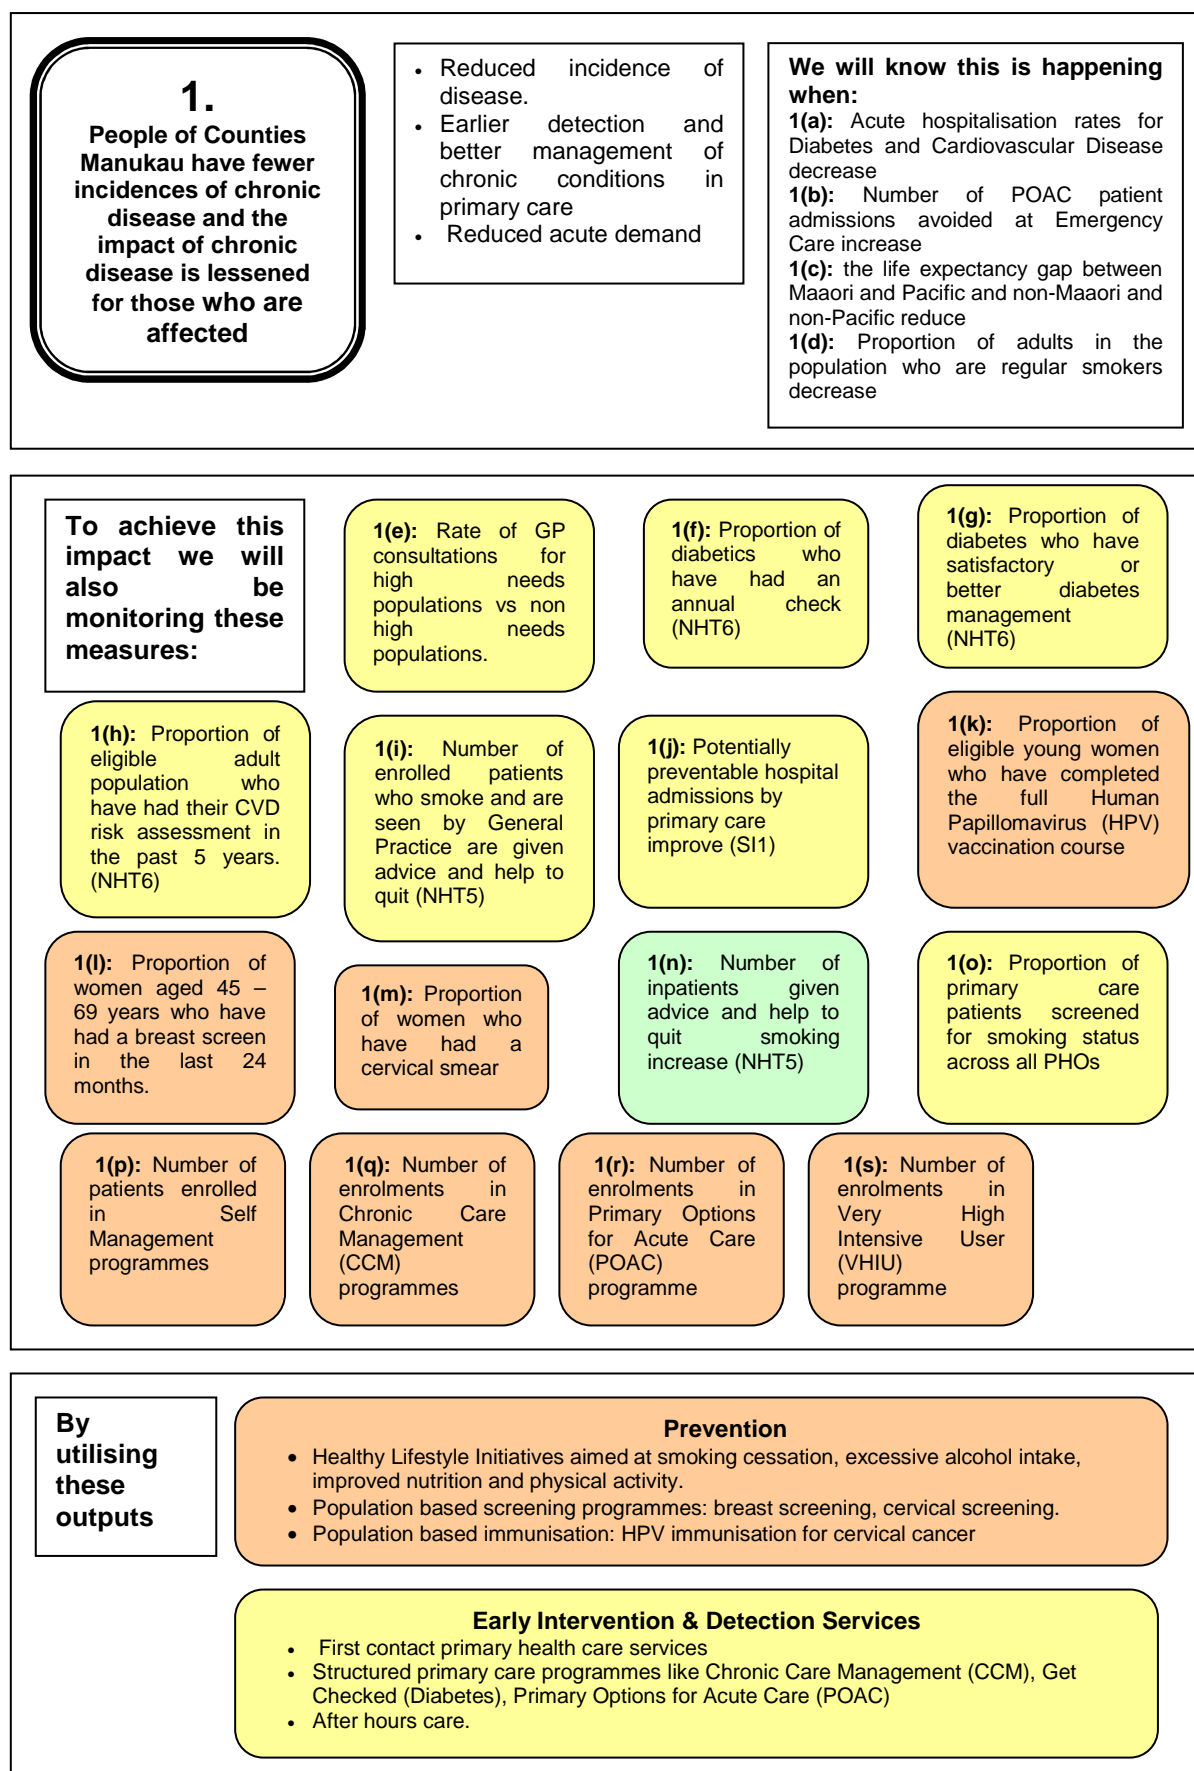 1.
People of Counties
Manukau have fewer
incidences of chronic
disease and the
impact of chronic
disease is lessened
for those who are
affected
• Reduced incidence of
disease.
• Earlier detection and
better management of
chronic conditions in
primary care
• Reduced acute demand
We will know this is happening
when:
1(a): Acute hospitalisation rates for
Diabetes and Cardiovascular Disease
decrease
1(b): Number of POAC patient
admissions avoided at Emergency
Care increase
1(c): the life expectancy gap between
Maaori and Pacific and non-Maaori and
non-Pacific reduce
1(d): Proportion of adults in the
population who are regular smokers
decrease
To achieve this
impact we will
also be
monitoring these
measures:
1(e): Rate of GP
consultations for
high needs
populations vs non
high needs
populations.
1(f): Proportion of
diabetics who
have had an
annual check
(NHT6)
1(g): Proportion of
diabetes who have
satisfactory or
better diabetes
management
(NHT6)
1(h): Proportion of
eligible adult
population who
have had their CVD
risk assessment in
the past 5 years.
(NHT6)
1(i): Number of
enrolled patients
who smoke and are
seen by General
Practice are given
advice and help to
quit (NHT5)
1(j): Potentially
preventable hospital
admissions by
primary care
improve (SI1)
1(k): Proportion of
eligible young women
who have completed
the full Human
Papillomavirus (HPV)
vaccination course
1(l): Proportion of
women aged 45 –
69 years who have
had a breast screen
in the last 24
months.
1(m): Proportion
of women who
have had a
cervical smear
1(n): Number of
inpatients given
advice and help to
quit smoking
increase (NHT5)
1(o): Proportion of
primary care
patients screened
for smoking status
across all PHOs
1(p): Number of
patients enrolled
in Self
Management
programmes
1(q): Number of
enrolments in
Chronic Care
Management
(CCM)
programmes
1(r): Number of
enrolments in
Primary Options
for Acute Care
(POAC)
programme
1(s): Number of
enrolments in
Very High
Intensive User
(VHIU)
programme
By
utilising
these
outputs
Prevention
• Healthy Lifestyle Initiatives aimed at smoking cessation, excessive alcohol intake,
improved nutrition and physical activity.
• Population based screening programmes: breast screening, cervical screening.
• Population based immunisation: HPV immunisation for cervical cancer
Early Intervention & Detection Services
• First contact primary health care services
• Structured primary care programmes like Chronic Care Management (CCM), Get
Checked (Diabetes), Primary Options for Acute Care (POAC)
• After hours care.